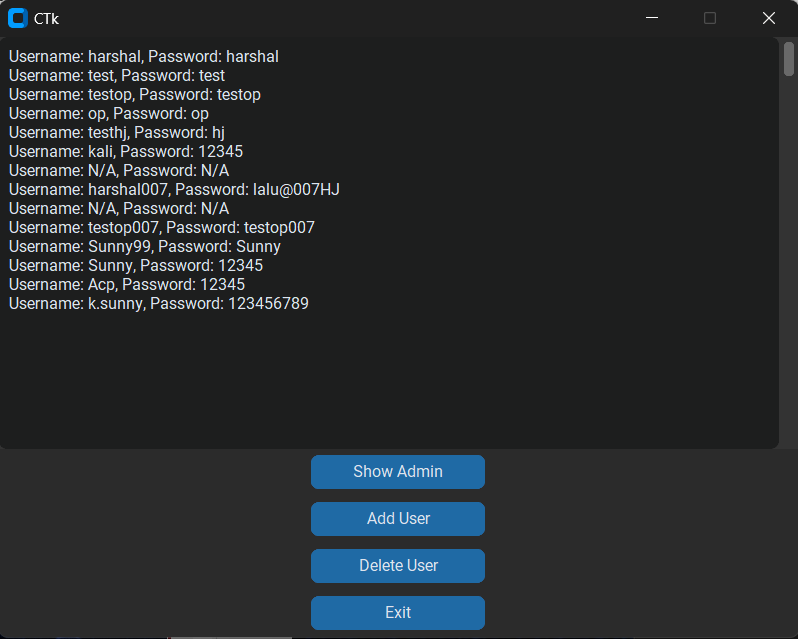 CTk
Username: harshal, Password: harshal
Username: test, Password: test
Username: testop, Password: testop
Username: op, Password: op
Username: testhj, Password: hj
Username: kali, Password: 12345
Username: N/A, Password: N/A
Username: harshal007, Password: lalu@007HJ
Username: N/A, Password: N/A
Username: testop007, Password: testop007
Username: Sunny99, Password: Sunny
Username: Sunny, Password: 12345
Username: Acp, Password: 12345
Username: k.sunny, Password: 123456789
Show Admin
Add User
Delete User
Exit